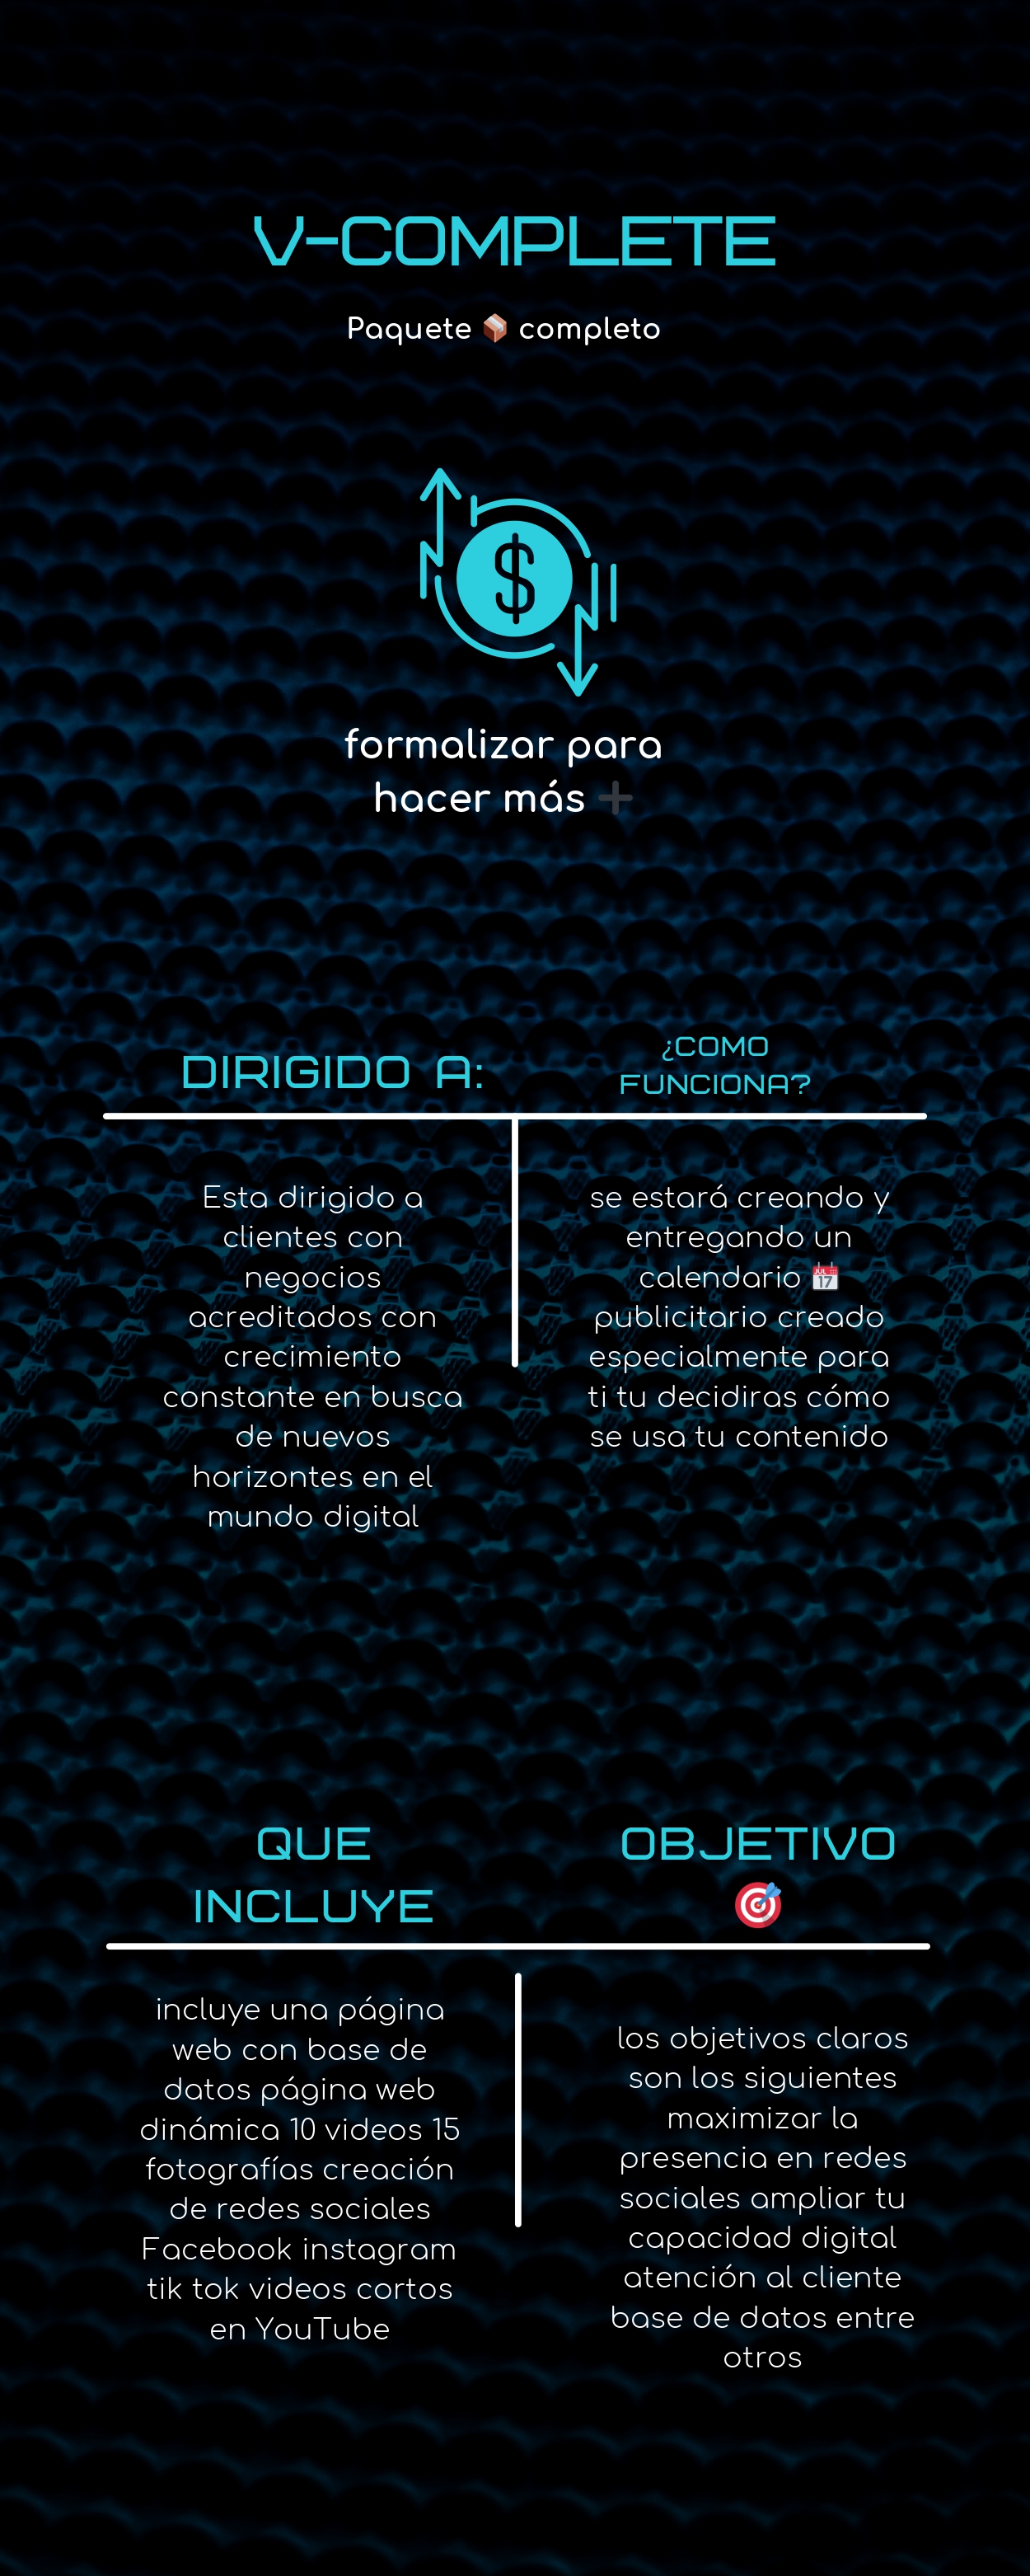 V-COMPLETE
Paquete 📦 completo
$
formalizar para
hacer más ➕
DIRIGIDO A:
Esta dirigido a
clientes con
negocios
acreditados con
crecimiento
constante en busca
de nuevos
horizontes en el
mundo digital
¿COMO
FUNCIONA?
se estará creando y
entregando un
calendario 📅
publicitario creado
especialmente para
ti tu decidiras cómo
se usa tu contenido
QUE
INCLUYE
incluye una página
web con base de
datos página web
dinámica 10 videos 15
fotografías creación
de redes sociales
Facebook instagram
tik tok videos cortos
en YouTube
OBJETIVO
🎯
los objetivos claros
son los siguientes
maximizar la
presencia en redes
sociales ampliar tu
capacidad digital
atención al cliente
base de datos entre
otros